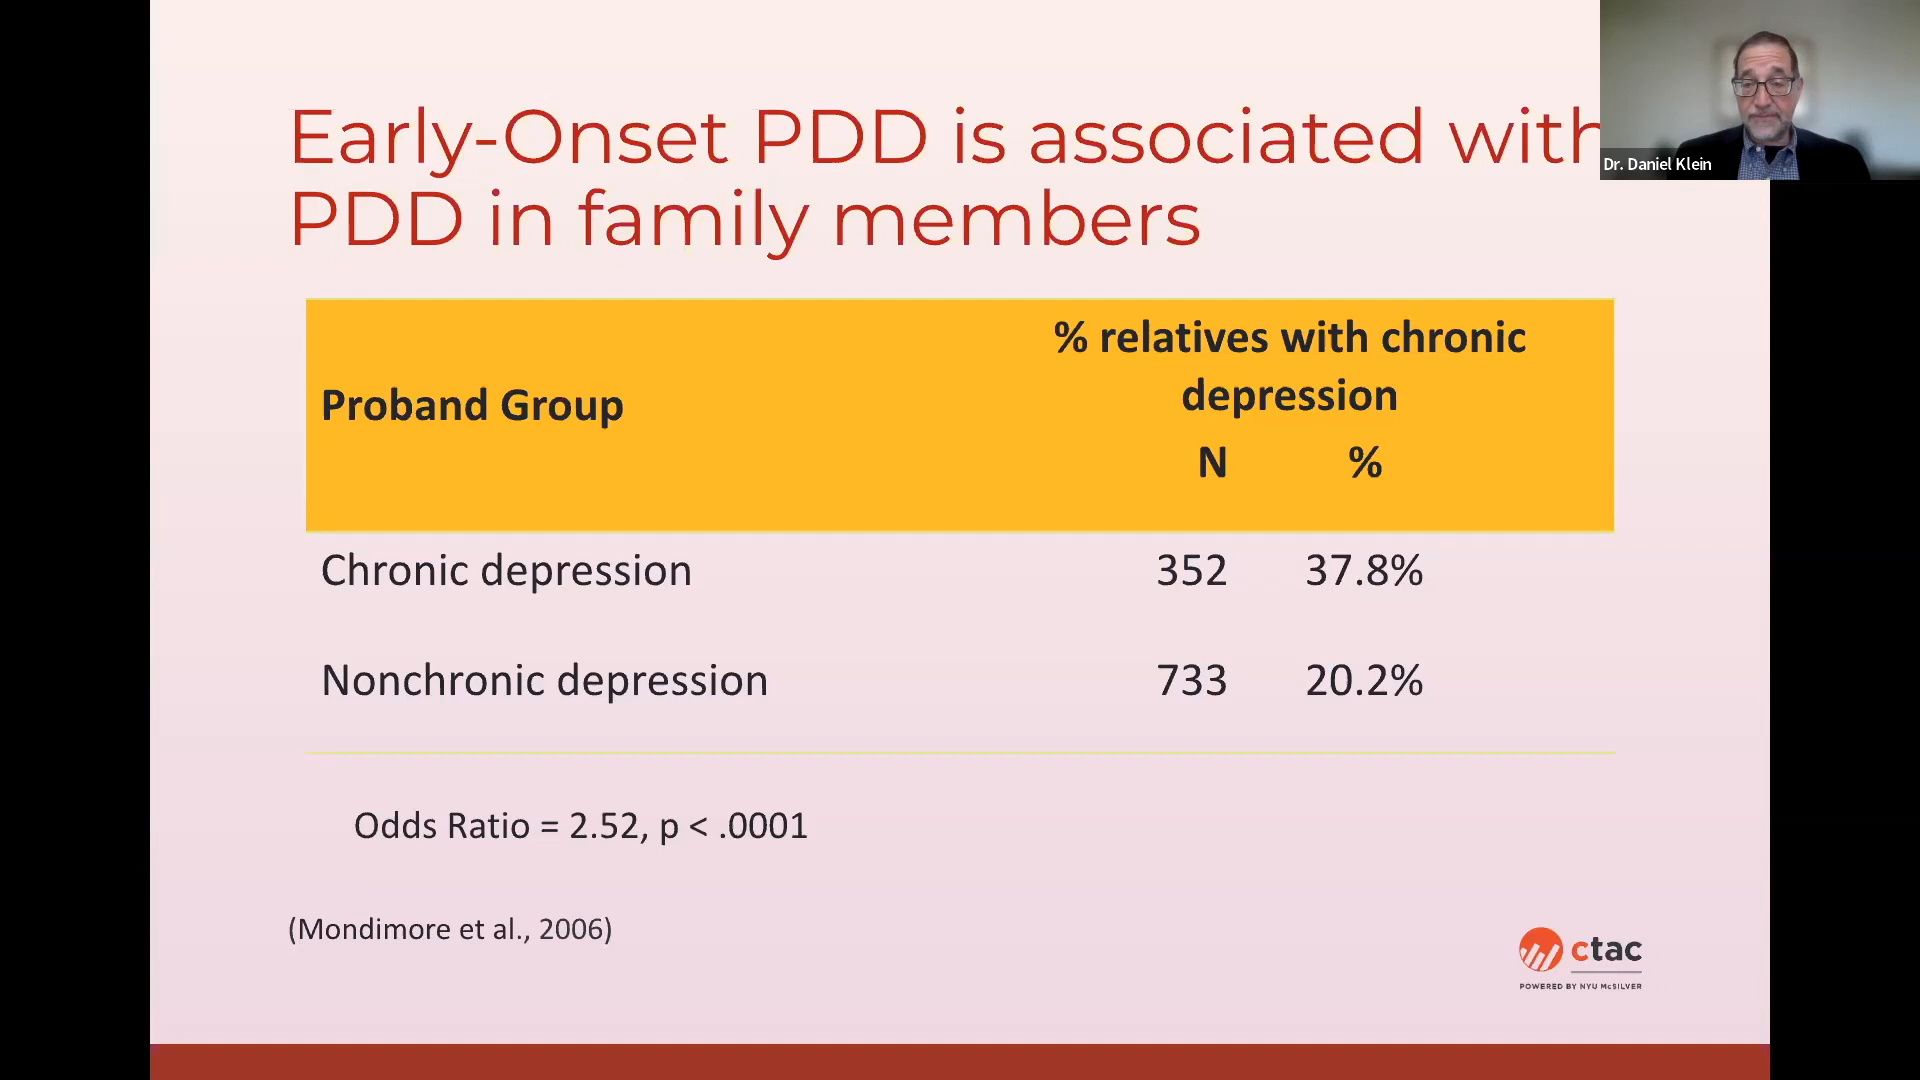 Early-Onset PDD is associated with
PDD in family members
Dr. Daniel Klein
Proband Group
% relatives with chronic
depression
N %
Chronic depression 352 37.8%
Nonchronic depression 733 20.2%
Odds Ratio = 2.52, p < .0001
(Mondimore et al., 2006)
ctac
POWERED BY NYU McSILVER